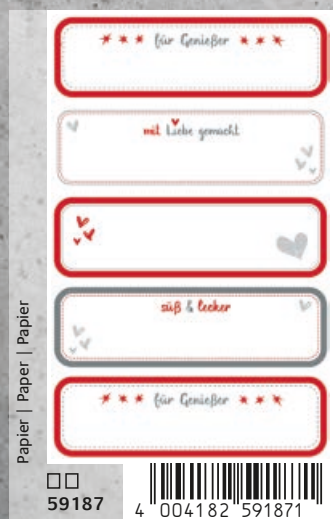 * * * für Genießer * * *
mit Liebe gemacht
süß & lecker
* * * für Genießer * * *
Papier | Paper | Papier
59187
4 004182 591871